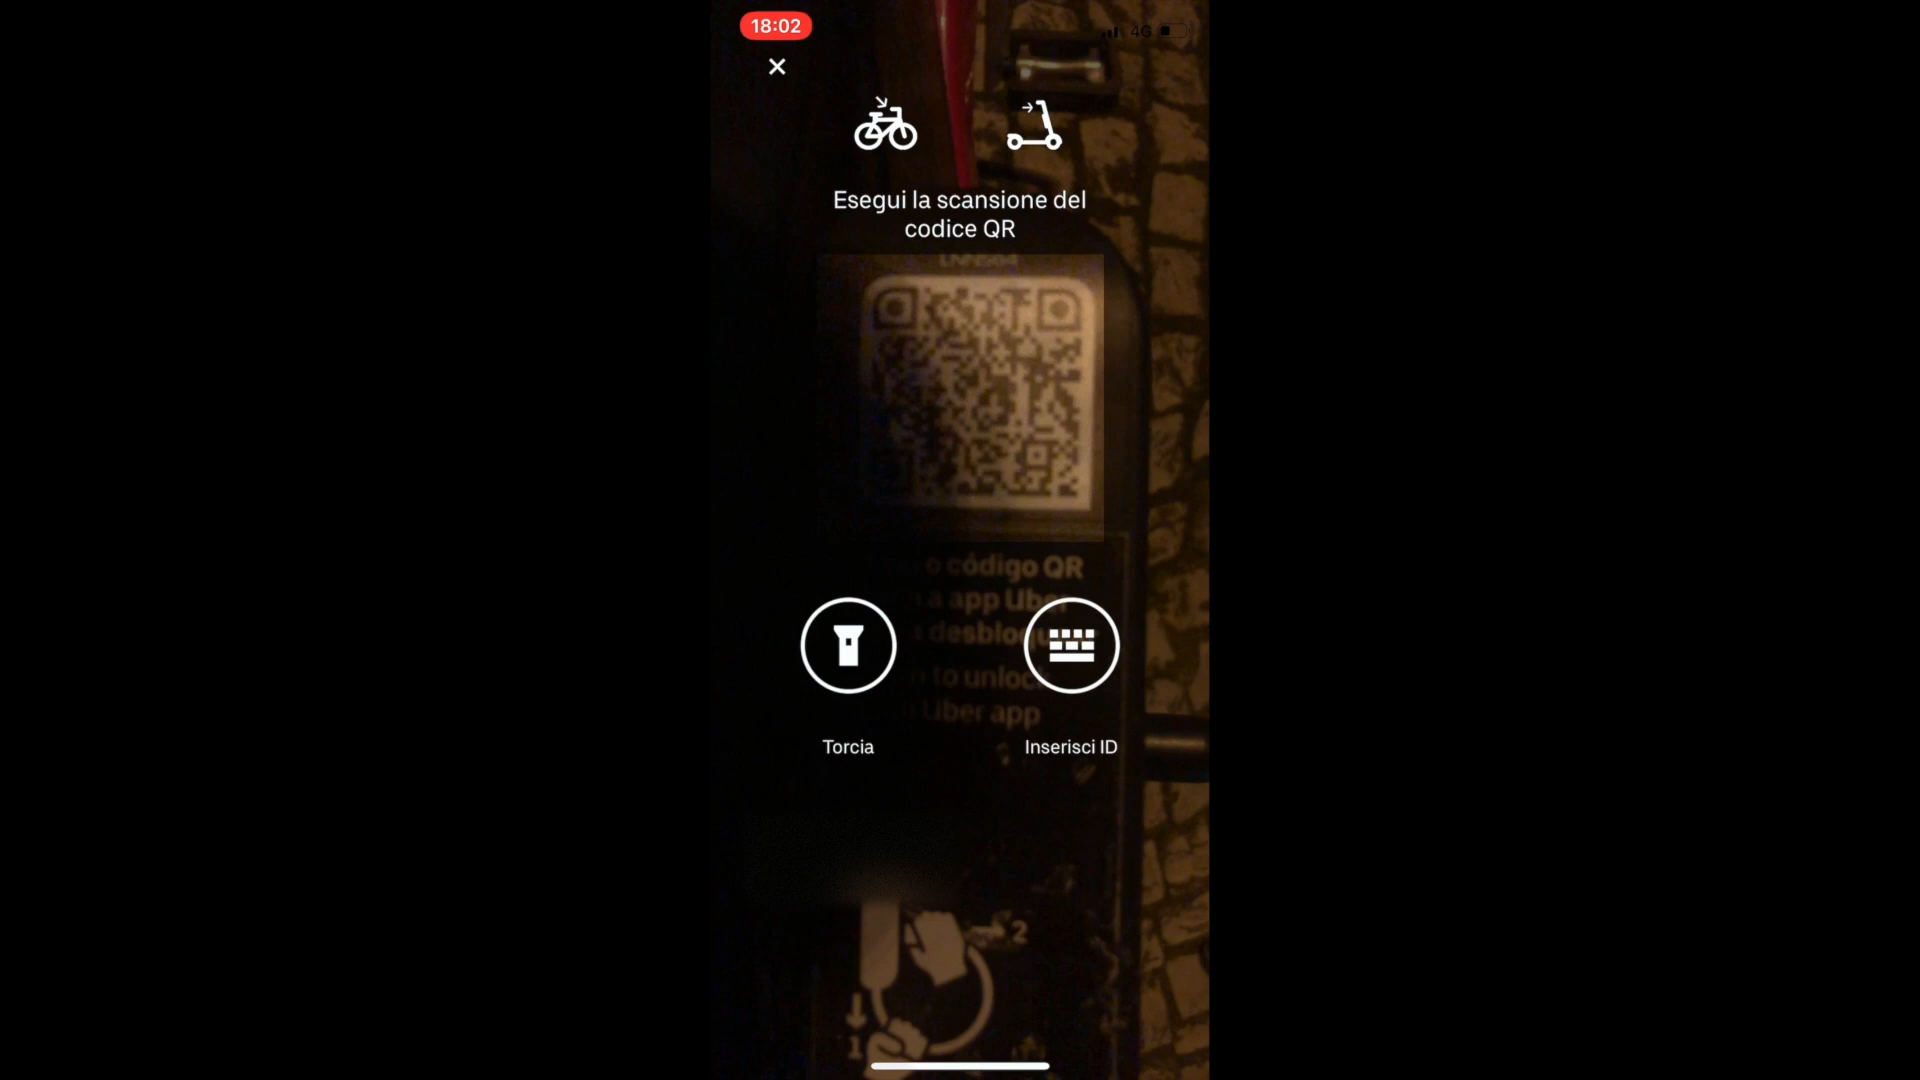 18:02
4G
Esegui la scansione del
codice QR
o código QR
a app Uber
to unlock
Uber app
Torcia
Inserisci ID
2
1